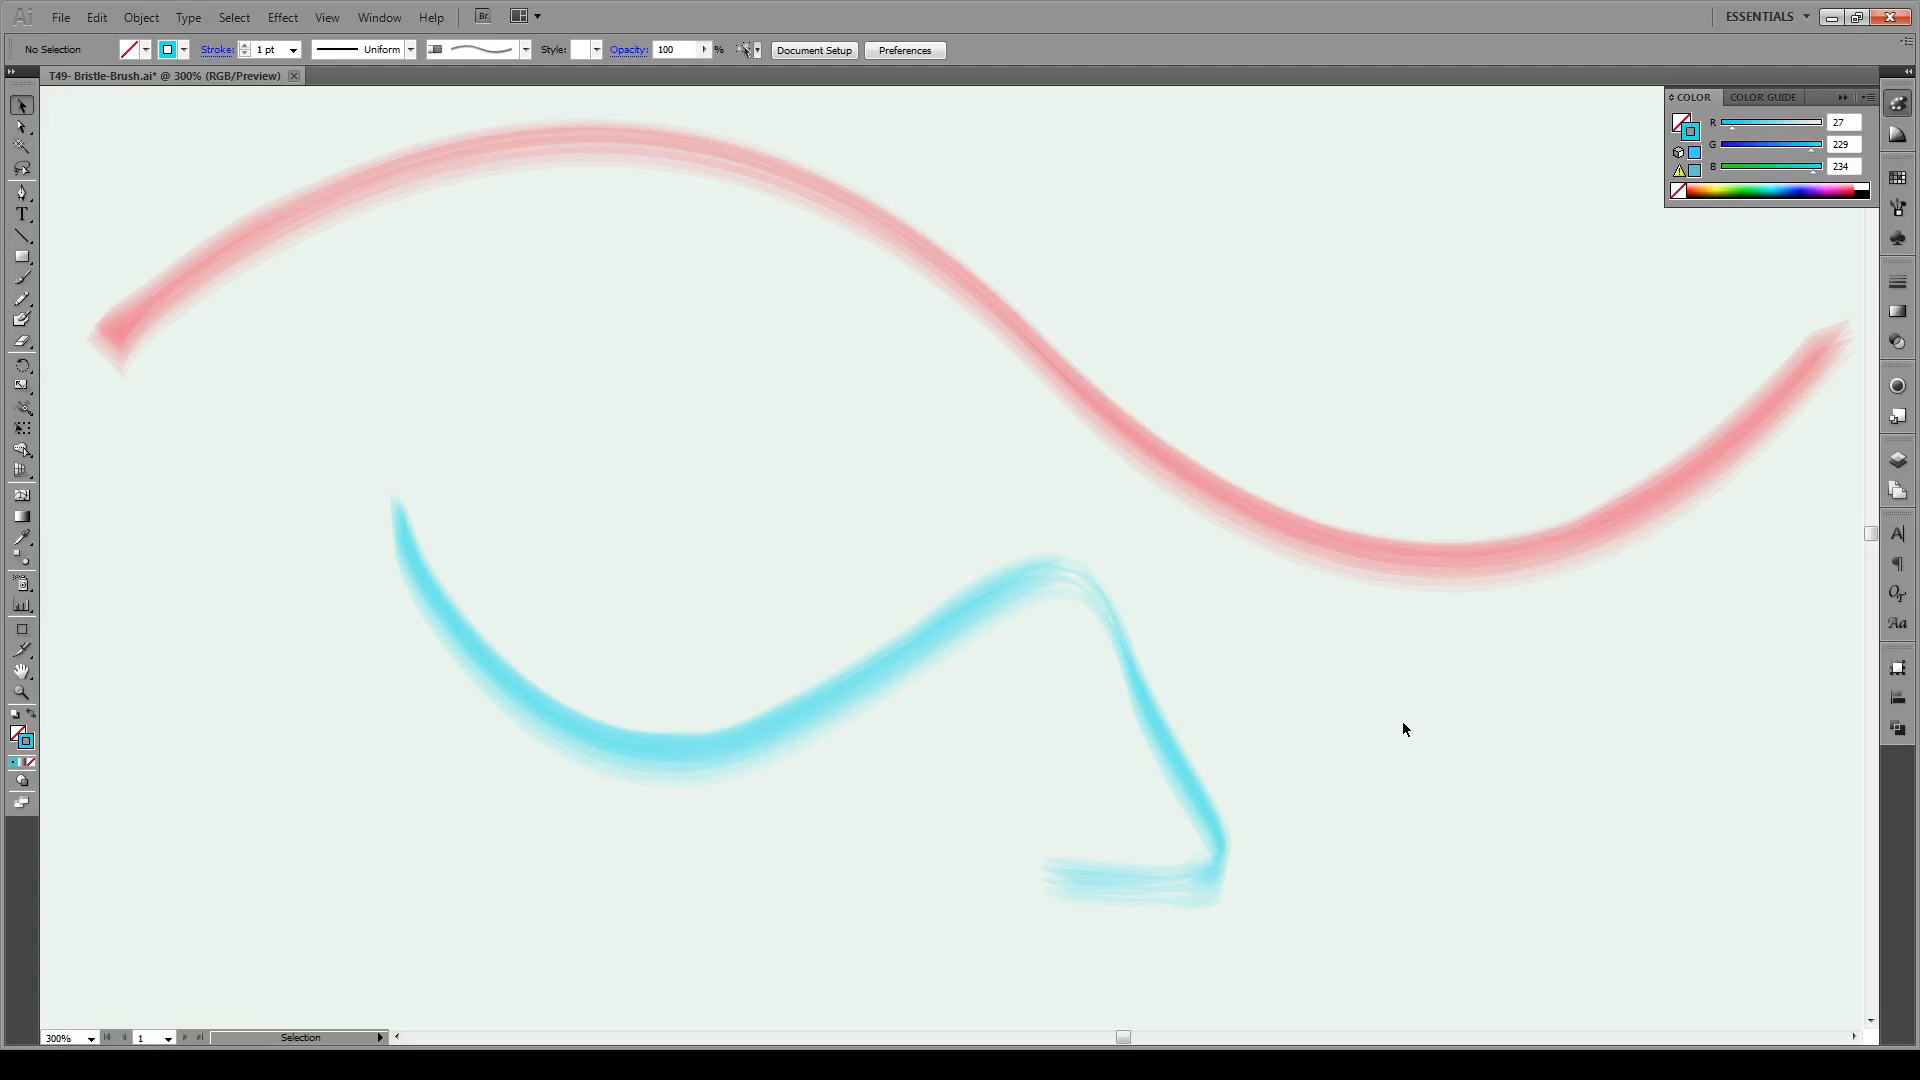 Ai File Edit Object Type Select Effect View Window Help Br ESSENTIALS
No Selection Stroke: 1 pt Uniform Style: Opacity: 100 % Document Setup Preferences
T49- Bristle-Brush.ai* @ 300% (RGB/Preview)
COLOR COLOR GUIDE
R 27
G 229
B 234
300% 1 Selection